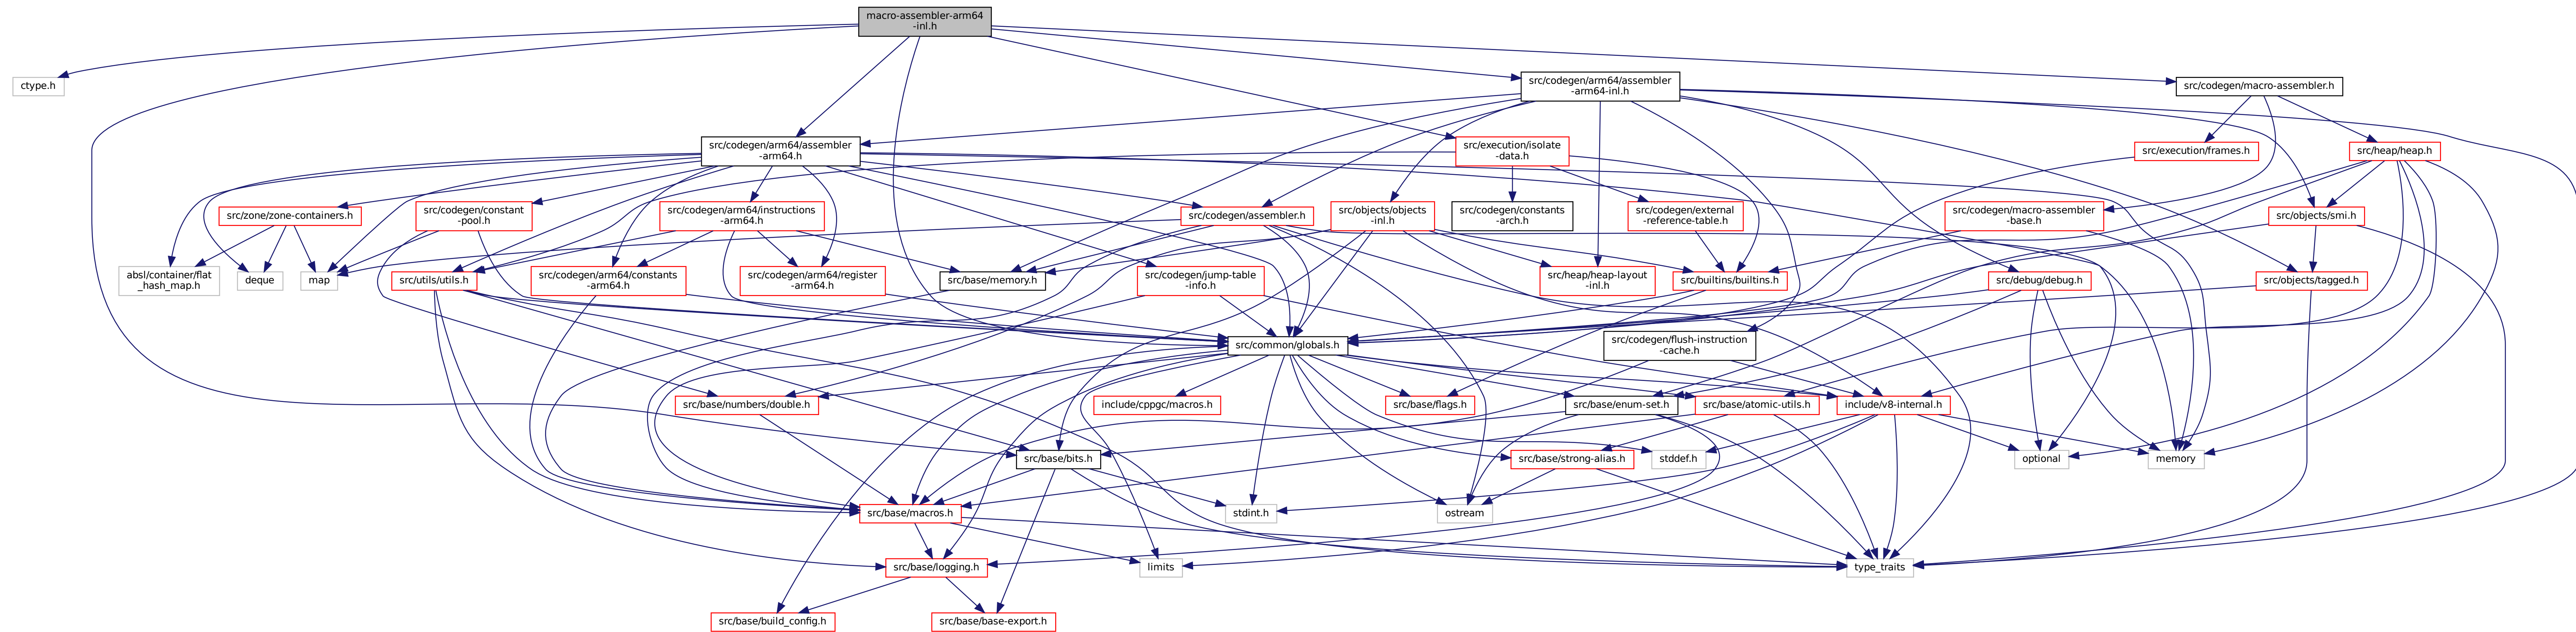 macro-assembler-arm64
-inl.h
ctype.h
src/codegen/arm64/assembler
-arm64-inl.h
src/codegen/macro-assembler.h
src/codegen/arm64/assembler
-arm64.h
src/execution/isolate
-data.h
src/execution/frames.h
src/heap/heap.h
src/zone/zone-containers.h
src/codegen/constant
-pool.h
src/codegen/arm64/instructions
-arm64.h
src/codegen/assembler.h
src/objects/objects
-inl.h
src/codegen/constants
-arch.h
src/codegen/external
-reference-table.h
src/codegen/macro-assembler
-base.h
src/objects/smi.h
absl/container/flat
_hash_map.h
deque
map
src/utils/utils.h
src/codegen/arm64/constants
-arm64.h
src/codegen/arm64/register
-arm64.h
src/base/memory.h
src/codegen/jump-table
-info.h
src/heap/heap-layout
-inl.h
src/builtins/builtins.h
src/debug/debug.h
src/objects/tagged.h
src/common/globals.h
src/codegen/flush-instruction
-cache.h
src/base/numbers/double.h
include/cppgc/macros.h
src/base/flags.h
src/base/enum-set.h
src/base/atomic-utils.h
include/v8-internal.h
src/base/bits.h
src/base/strong-alias.h
stddef.h
optional
memory
src/base/macros.h
stdint.h
ostream
src/base/logging.h
limits
type_traits
src/base/build_config.h
src/base/base-export.h